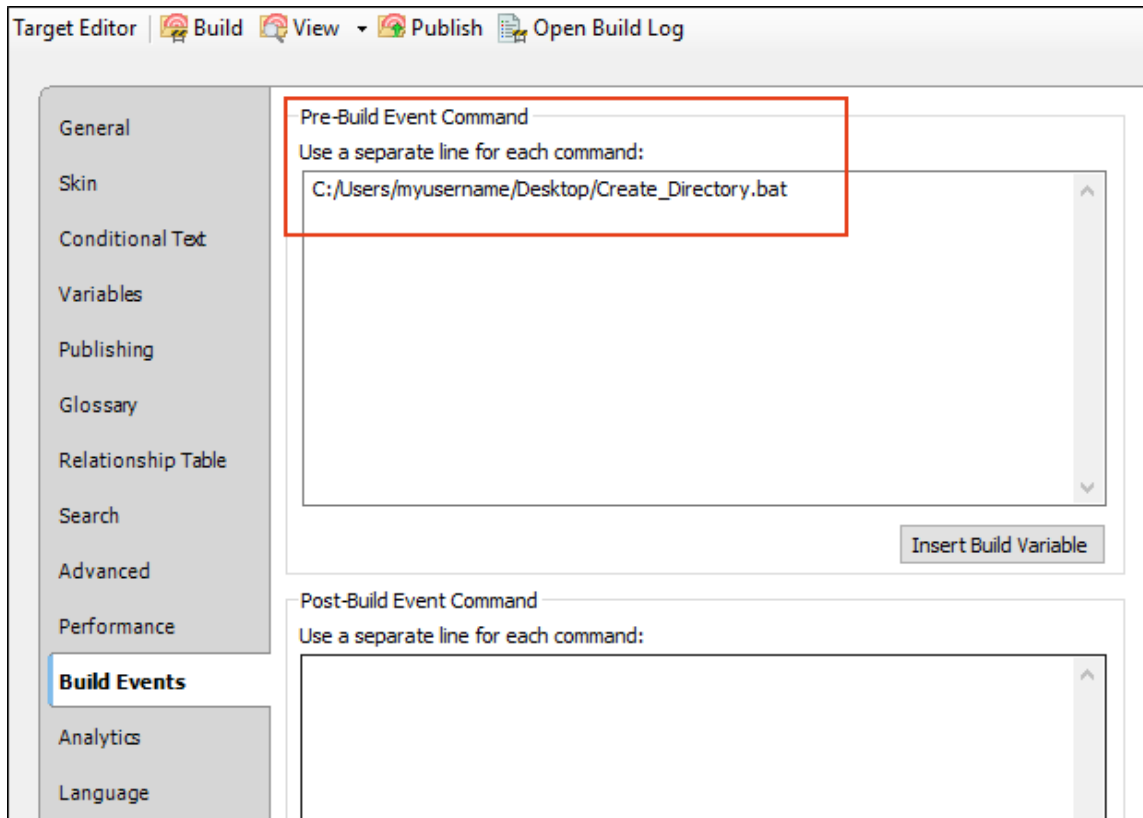 Target Editor Build View Publish Open Build Log
General
Skin
Conditional Text
Variables
Publishing
Glossary
Relationship Table
Search
Advanced
Performance
Build Events
Analytics
Language
Pre-Build Event Command
Use a separate line for each command:
C:/Users/myusername/Desktop/Create_Directory.bat
Insert Build Variable
Post-Build Event Command
Use a separate line for each command: